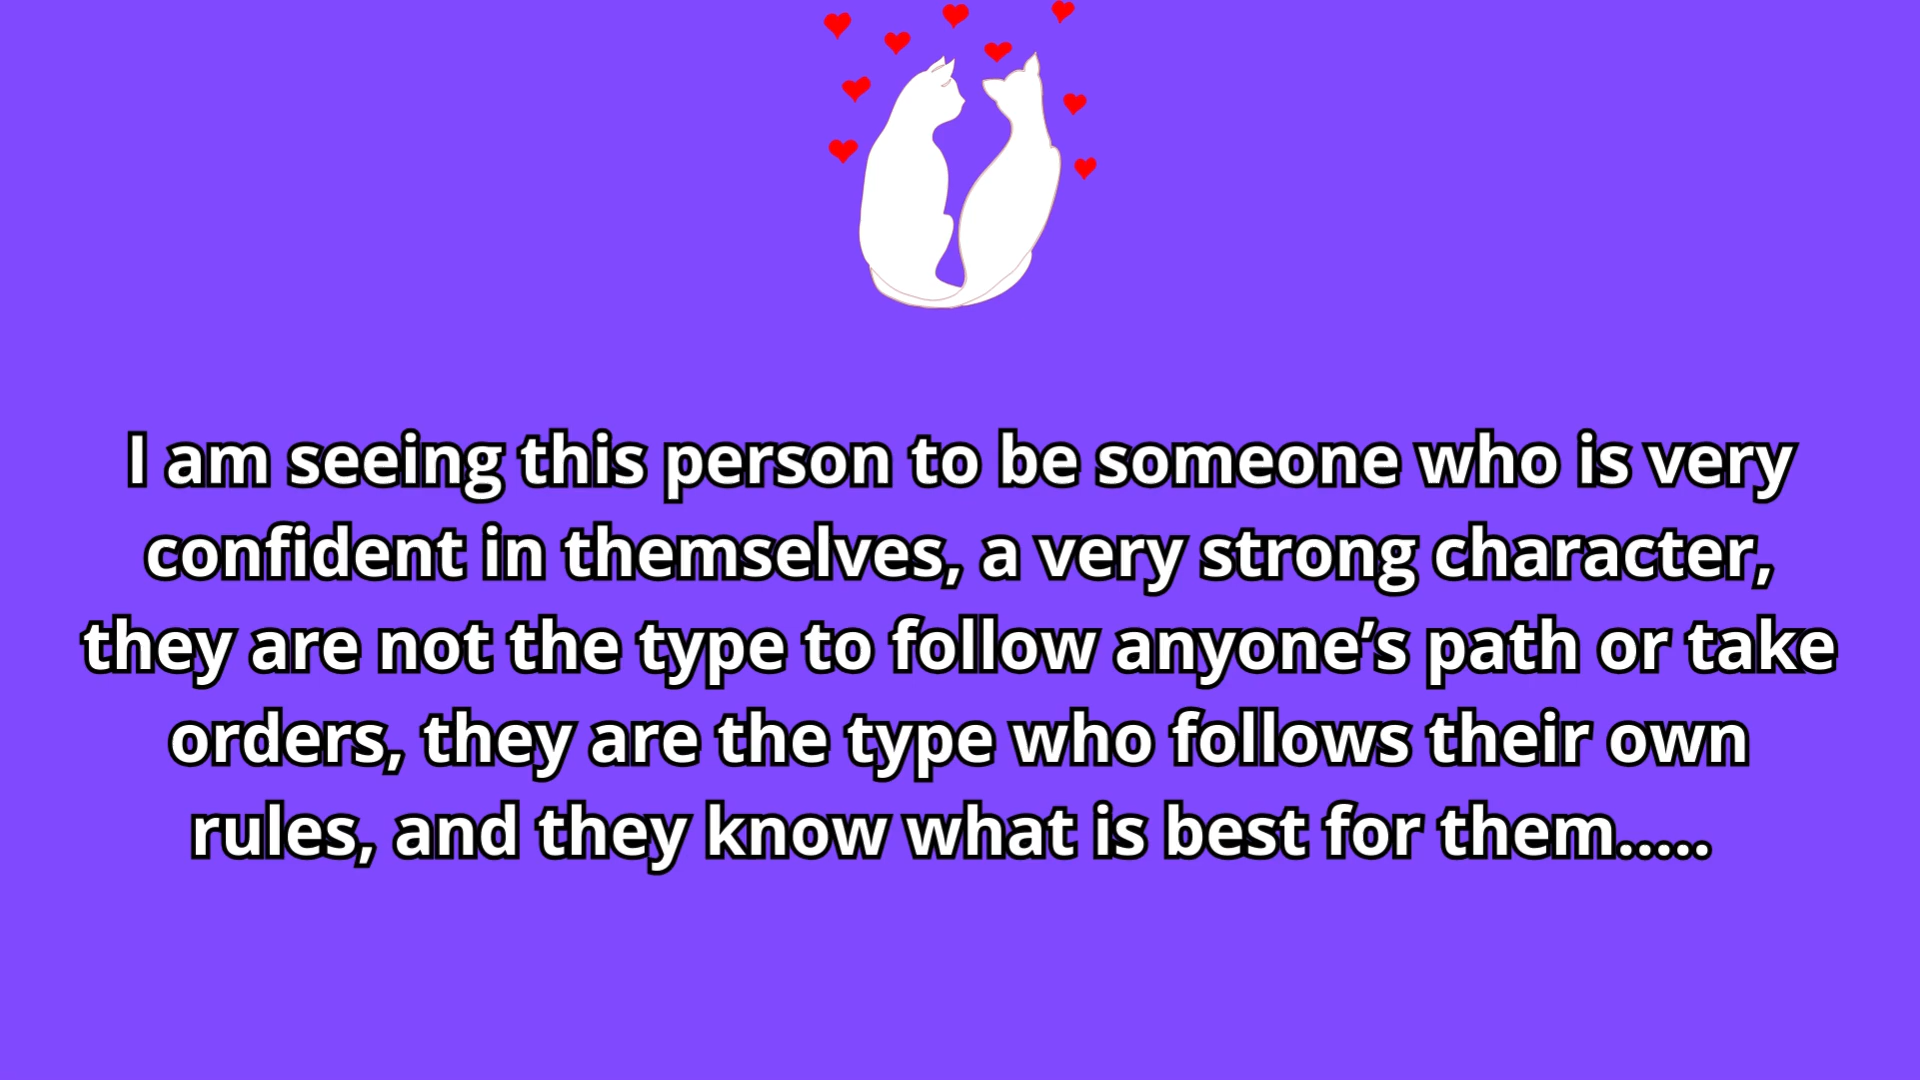 I am seeing this person to be someone who is very
confident in themselves, a very strong character,
they are not the type to follow anyone’s path or take
orders, they are the type who follows their own
rules, and they know what is best for them.....